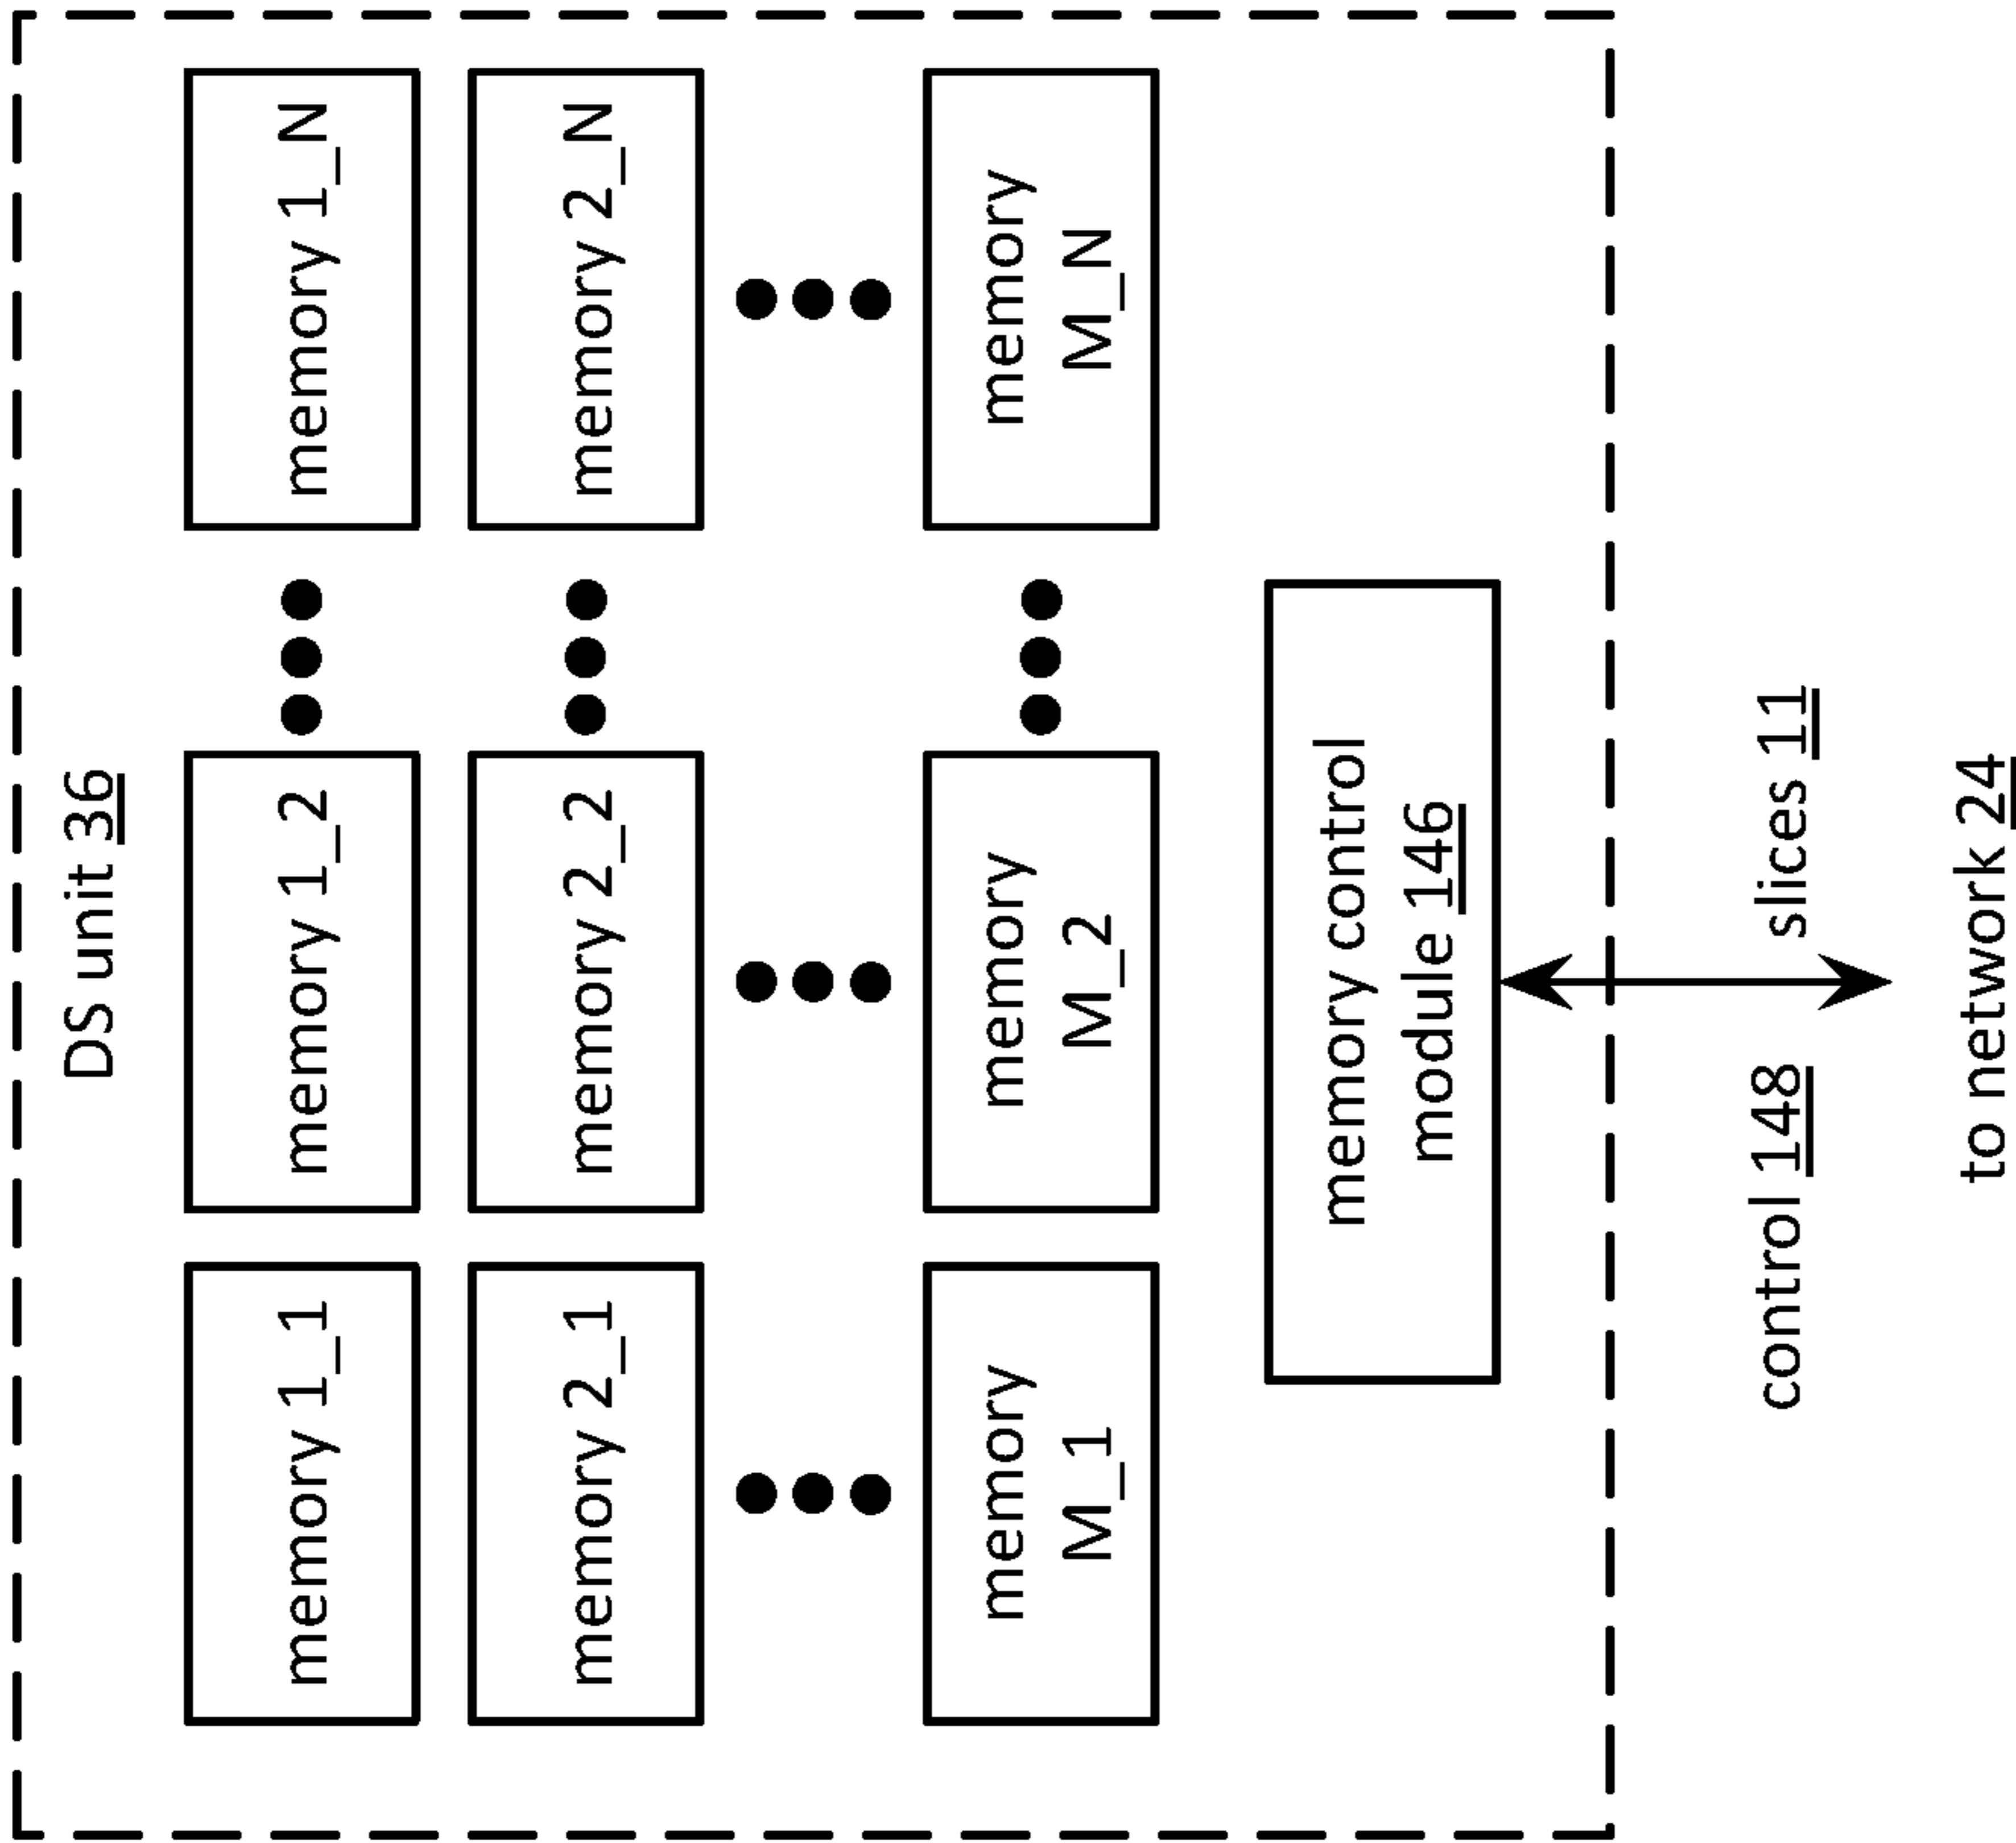 DS unit 36
memory 1_1
memory 1_2
memory 1_N
memory 2_1
memory 2_2
memory 2_N
memory
M_1
memory
M_2
memory
M_N
memory control
module 146
control 148
slices 11
to network 24